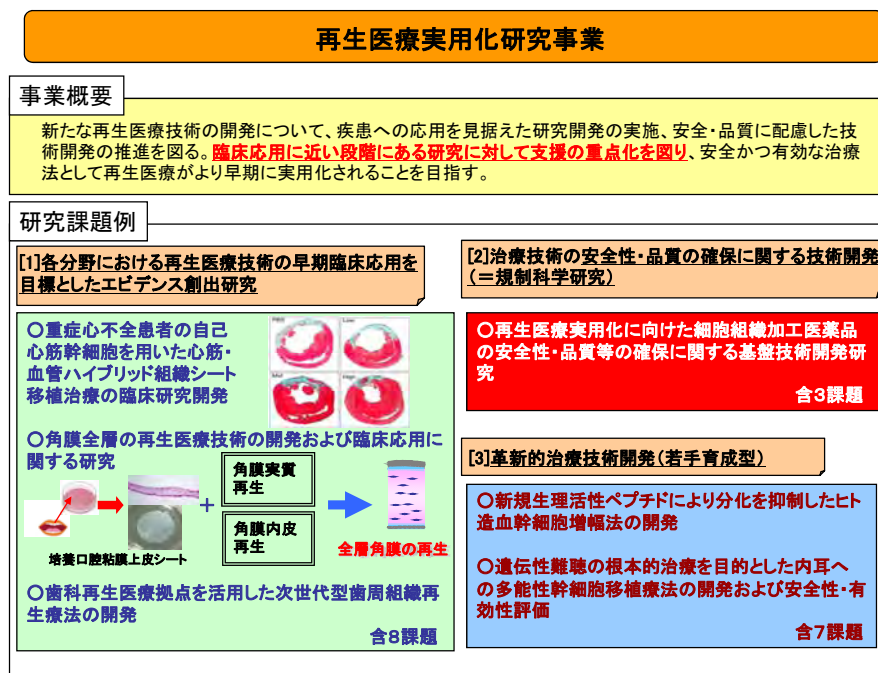 再生医療実用化研究事業
事業概要
新たな再生医療技術の開発について、疾患への応用を見据えた研究開発の実施、安全・品質に配慮した技
術開発の推進を図る。臨床応用に近い段階にある研究に対して支援の重点化を図り、安全かつ有効な治療
法として再生医療がより早期に実用化されることを目指す。
研究課題例
[1]各分野における再生医療技術の早期臨床応用を
目標としたエビデンス創出研究
○重症心不全患者の自己
心筋幹細胞を用いた心筋・
血管ハイブリッド組織シート
移植治療の臨床研究開発
○角膜全層の再生医療技術の開発および臨床応用に
関する研究
角膜実質
再生
+
角膜内皮
再生
培養口腔粘膜上皮シート
全層角膜の再生
○歯科再生医療拠点を活用した次世代型歯周組織再
生療法の開発
含8課題
[2]治療技術の安全性・品質の確保に関する技術開発
(=規制科学研究)
○再生医療実用化に向けた細胞組織加工医薬品
の安全性・品質等の確保に関する基盤技術開発研
究
含3課題
[3]革新的治療技術開発(若手育成型)
○新規生理活性ペプチドにより分化を抑制したヒト
造血幹細胞増幅法の開発
○遺伝性難聴の根本的治療を目的とした内耳へ
の多能性幹細胞移植療法の開発および安全性・有
効性評価
含7課題